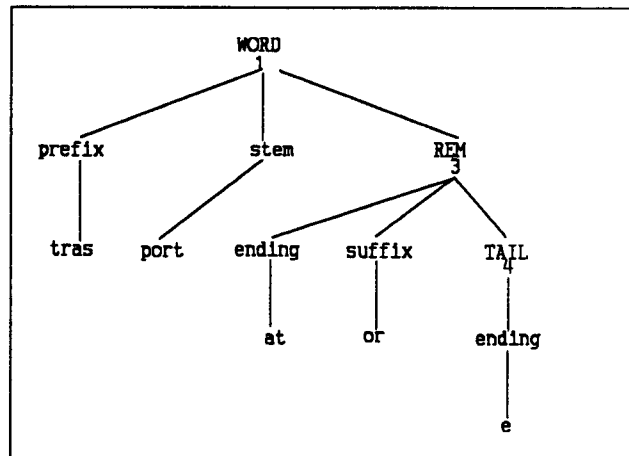 WORD
1
prefix stem REM
3
tras port ending suffix TAIL
4
at or ending
e